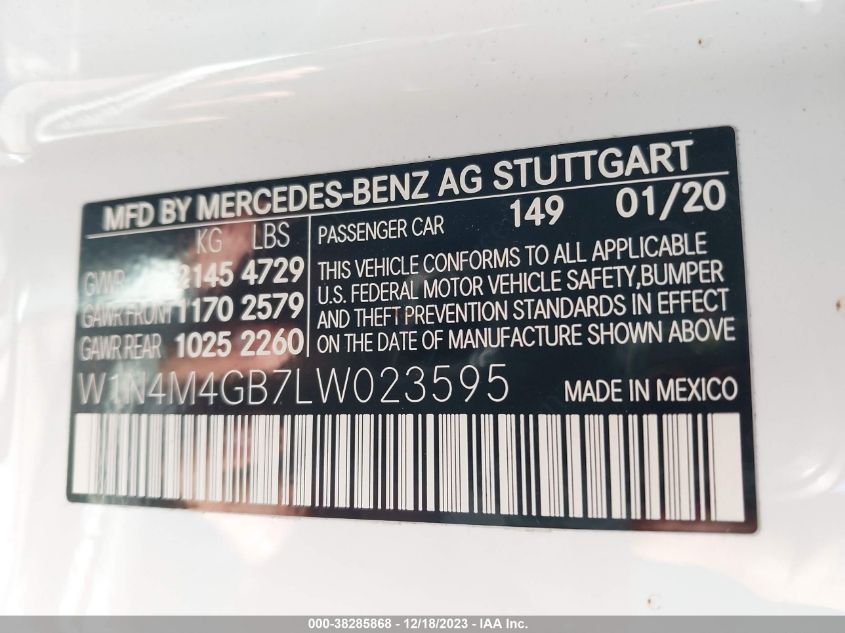 MFD BY MERCEDES-BENZ AG STUTTGART
KG LBS
GVWR 2145 4729
GAWR FRONT 1170 2579
GAWR REAR 1025 2260
PASSENGER CAR 149 01/20
THIS VEHICLE CONFORMS TO ALL APPLICABLE
U.S. FEDERAL MOTOR VEHICLE SAFETY,BUMPER
AND THEFT PREVENTION STANDARDS IN EFFECT
ON THE DATE OF MANUFACTURE SHOWN ABOVE
W1N4M4GB7LW023595 MADE IN MEXICO
000-38285868 - 12/18/2023 - IAA Inc.